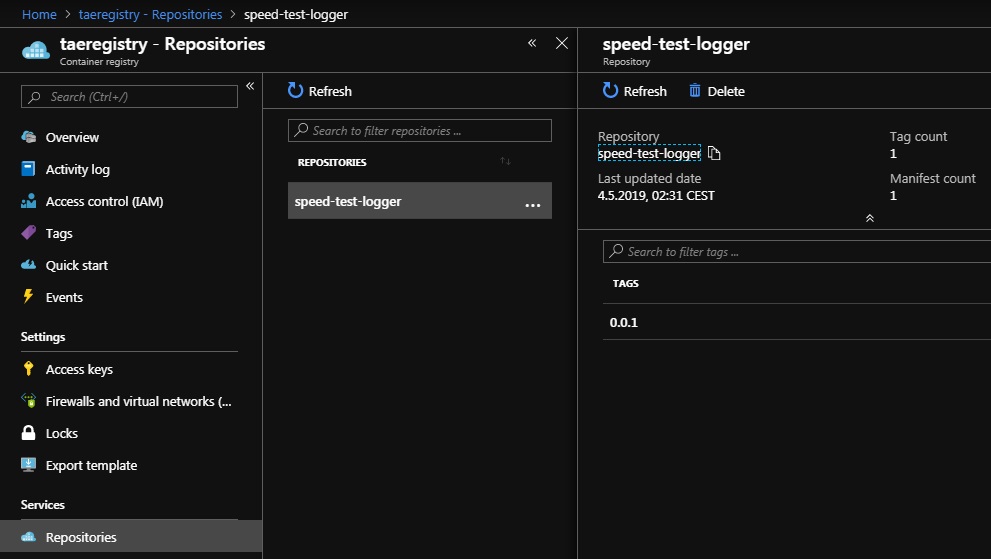 Home > taeregistry - Repositories > speed-test-logger
taeregistry - Repositories
Container registry
Search (Ctrl+/)
Overview
Activity log
Access control (IAM)
Tags
Quick start
Events
Settings
Access keys
Firewalls and virtual networks (...
Locks
Export template
Services
Repositories
Refresh
Search to filter repositories ...
REPOSITORIES
speed-test-logger ...
speed-test-logger
Repository
Refresh Delete
Repository
speed-test-logger
Last updated date
4.5.2019, 02:31 CEST
Tag count
1
Manifest count
1
Search to filter tags ...
TAGS
0.0.1